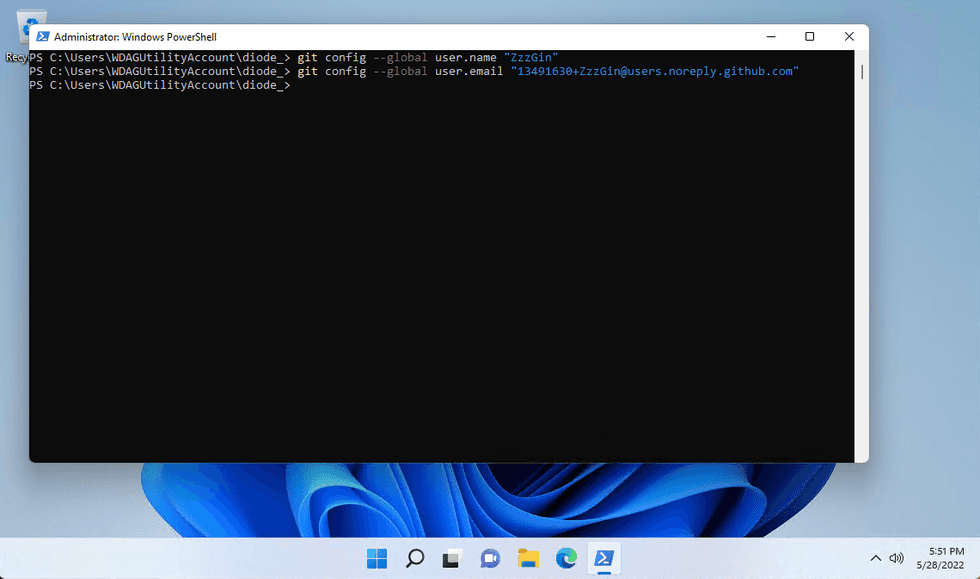 Recy
Administrator: Windows PowerShell
PS C:\Users\WDAGUtilityAccount\diode_> git config --global user.name "ZzzGin"
PS C:\Users\WDAGUtilityAccount\diode_> git config --global user.email "13491630+ZzzGin@users.noreply.github.com"
PS C:\Users\WDAGUtilityAccount\diode_>
5:51 PM
5/28/2022